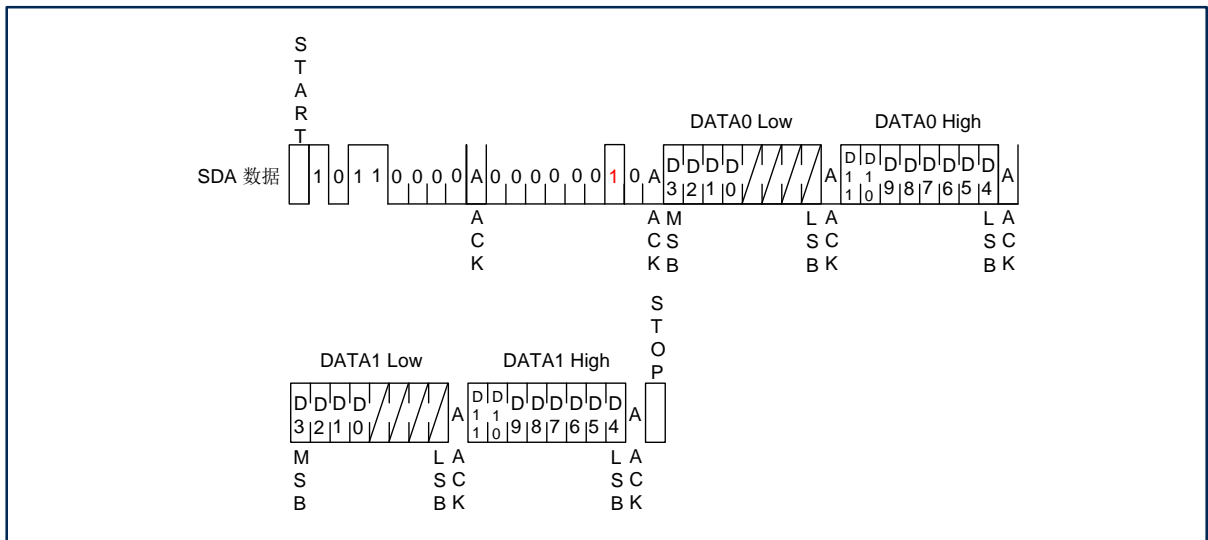 START
DATA0 Low DATA0 High
SDA 数据 1 0 1 1 0 0 0 0 A 0 0 0 0 0 0 1 0 A D3 D2 D1 D0 A D11 D10 D9 D8 D7 D6 D5 D4 A
ACK ACK MSB LSB ACK LSB ACK
STOP
DATA1 Low DATA1 High
D3 D2 D1 D0 A D11 D10 D9 D8 D7 D6 D5 D4 A
MSB LSB ACK LSB ACK